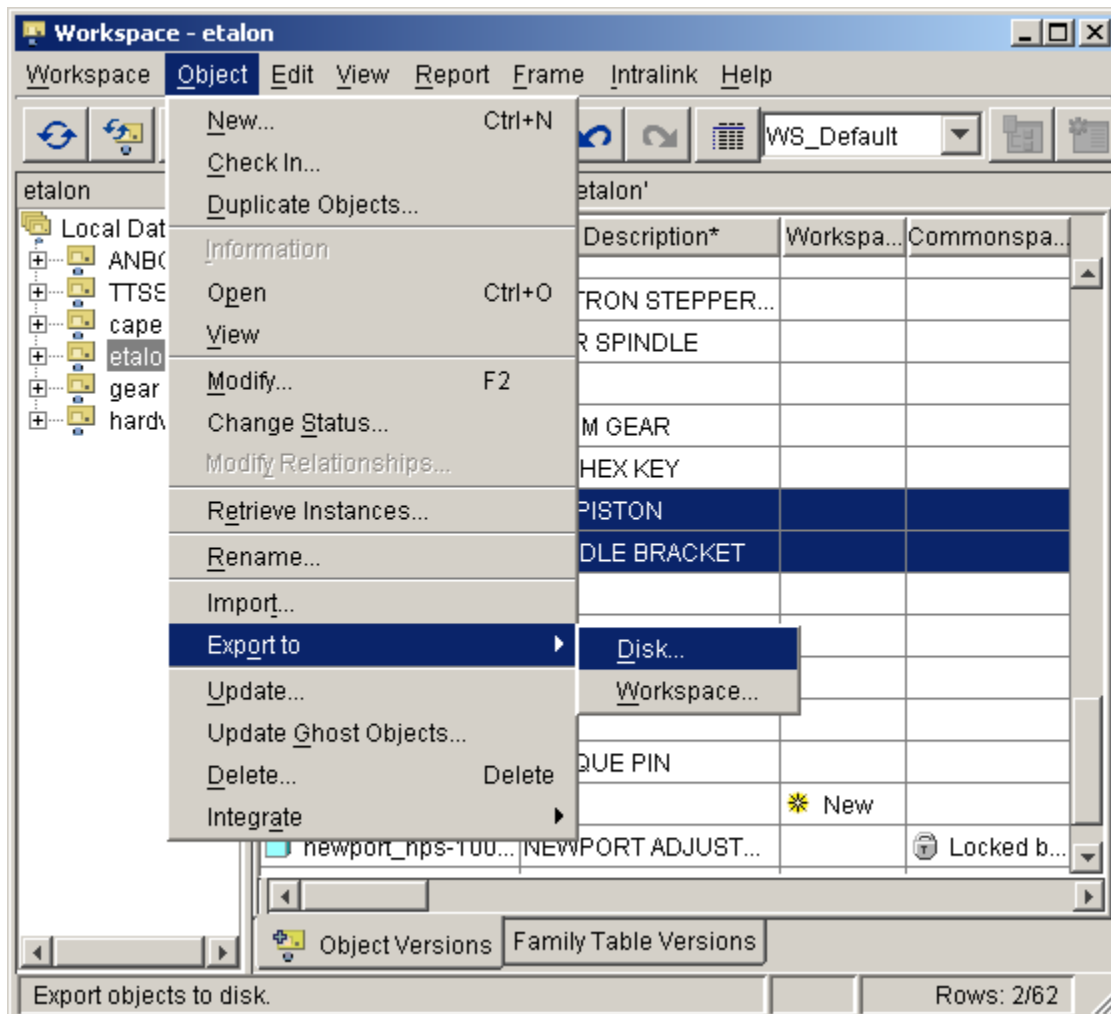 Workspace - etalon
Workspace Object Edit View Report Frame Intralink Help
WS_Default
etalon
etalon'
Local Dat
ANBC
TTSS
cape
etalo
gear
hardw
New... Ctrl+N
Check In...
Duplicate Objects...
Information
Open Ctrl+O
View
Modify... F2
Change Status...
Modify Relationships...
Retrieve Instances...
Rename...
Import...
Export to
Update...
Update Ghost Objects...
Delete... Delete
Integrate
Disk...
Workspace...
Description* Workspa... Commonspa...
TRON STEPPER...
R SPINDLE
M GEAR
HEX KEY
PISTON
DLE BRACKET
QUE PIN
New
newport_nps-100... NEWPORT ADJUST... Locked b...
Object Versions Family Table Versions
Export objects to disk. Rows: 2/62